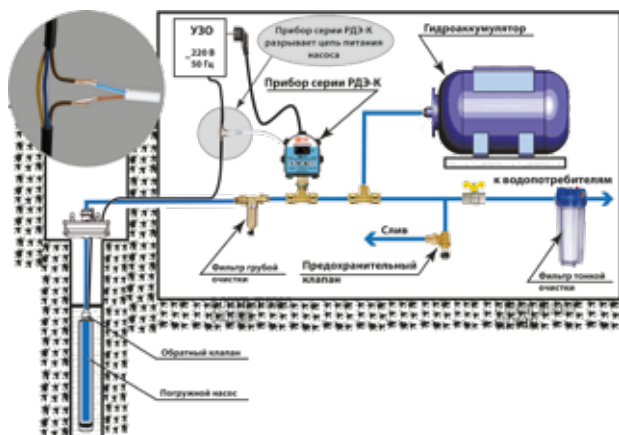 УЗО
~220 В
50 Гц
Прибор серии РДЭ-К
разрывает цепь питания
насоса
Прибор серии РДЭ-К
Гидроаккумулятор
к водопотребителям
Слив
Фильтр грубой
очистки
Предохранительный
клапан
Фильтр тонкой
очистки
Обратный клапан
Погружной насос